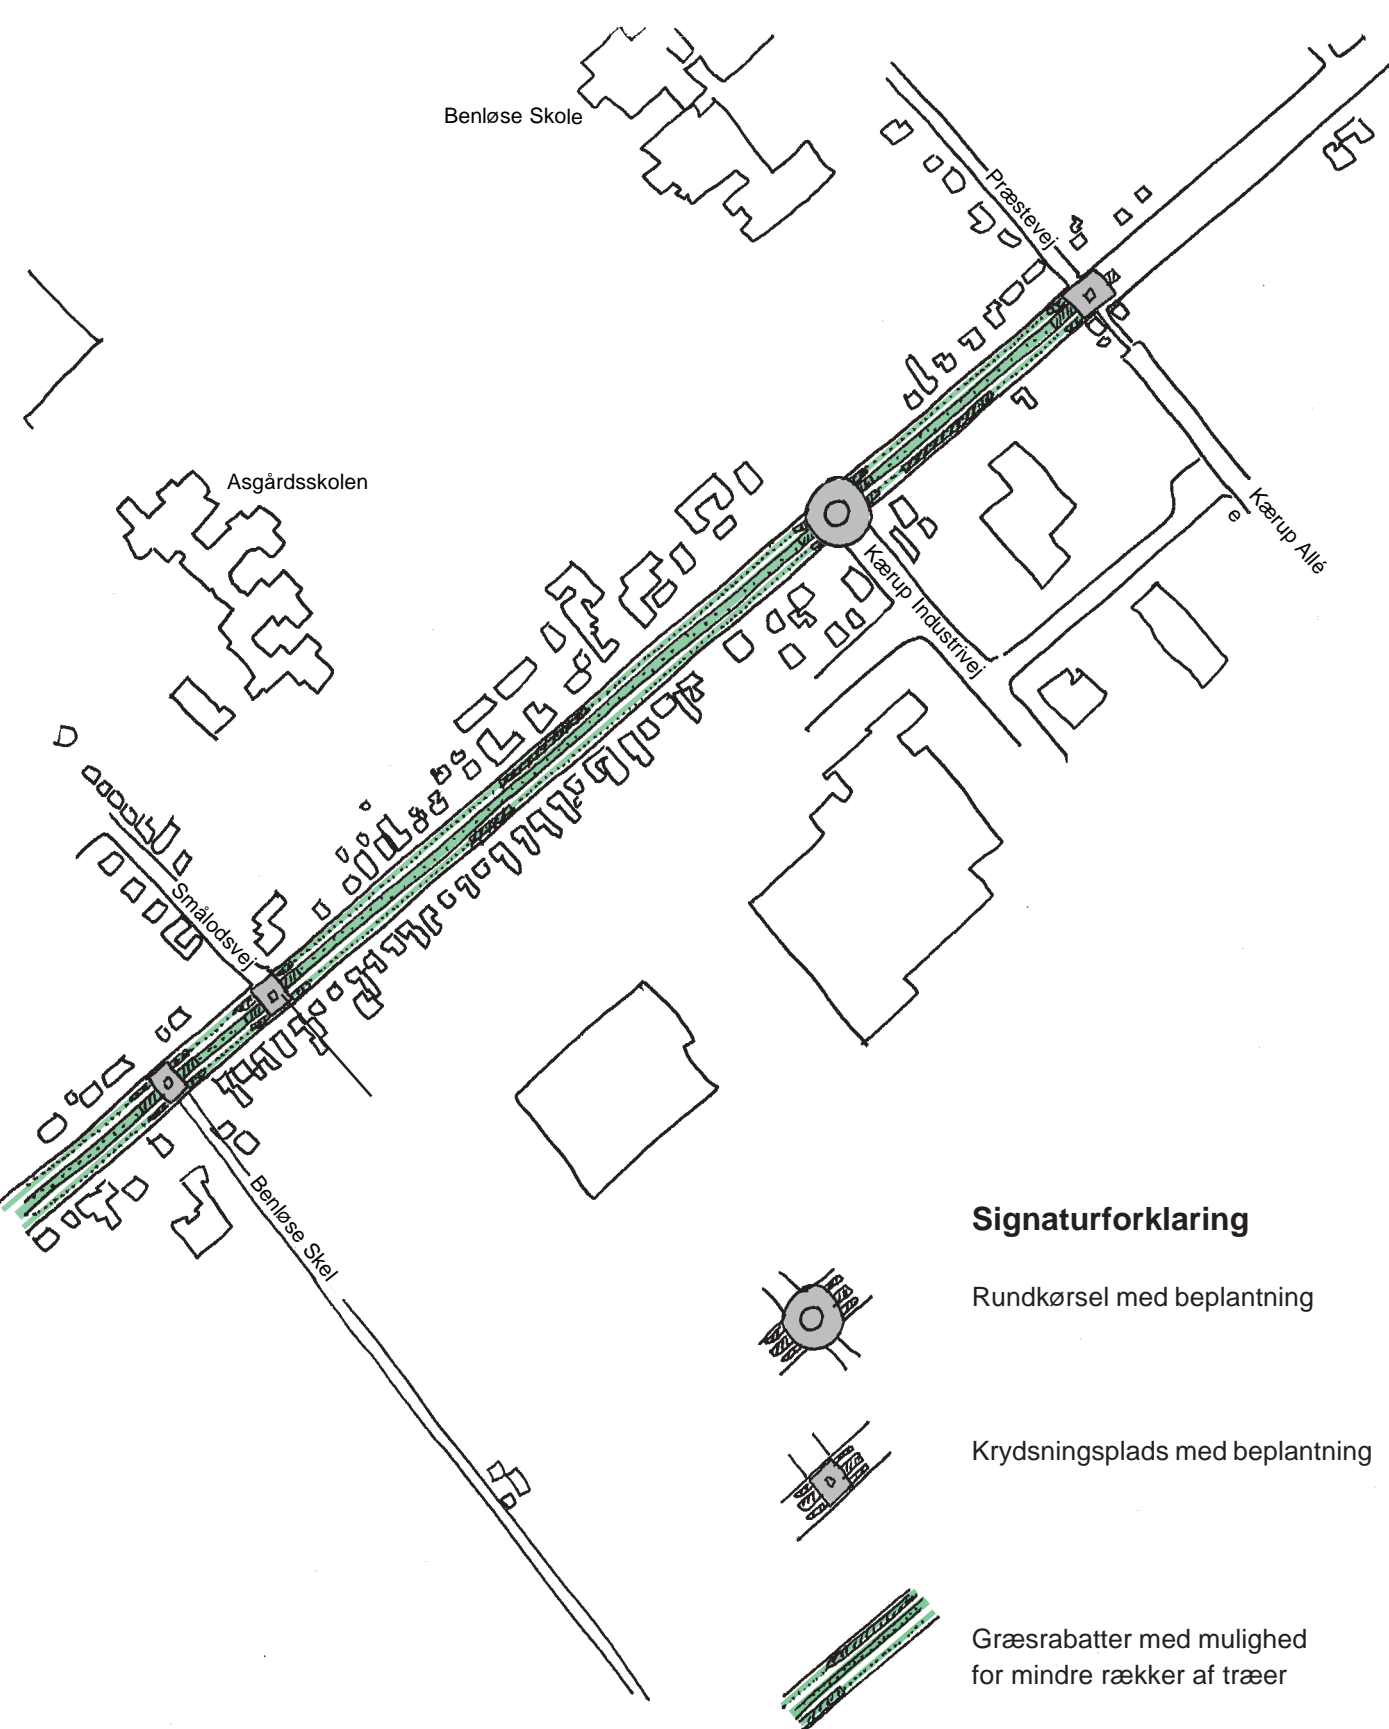 Benløse Skole
Præstevej
Asgårdsskolen
Kærup Allé
e
Kærup Industrivej
Smålodsvej
Benløse Skel
Signaturforklaring
Rundkørsel med beplantning
Krydsningsplads med beplantning
Græsrabatter med mulighed
for mindre rækker af træer